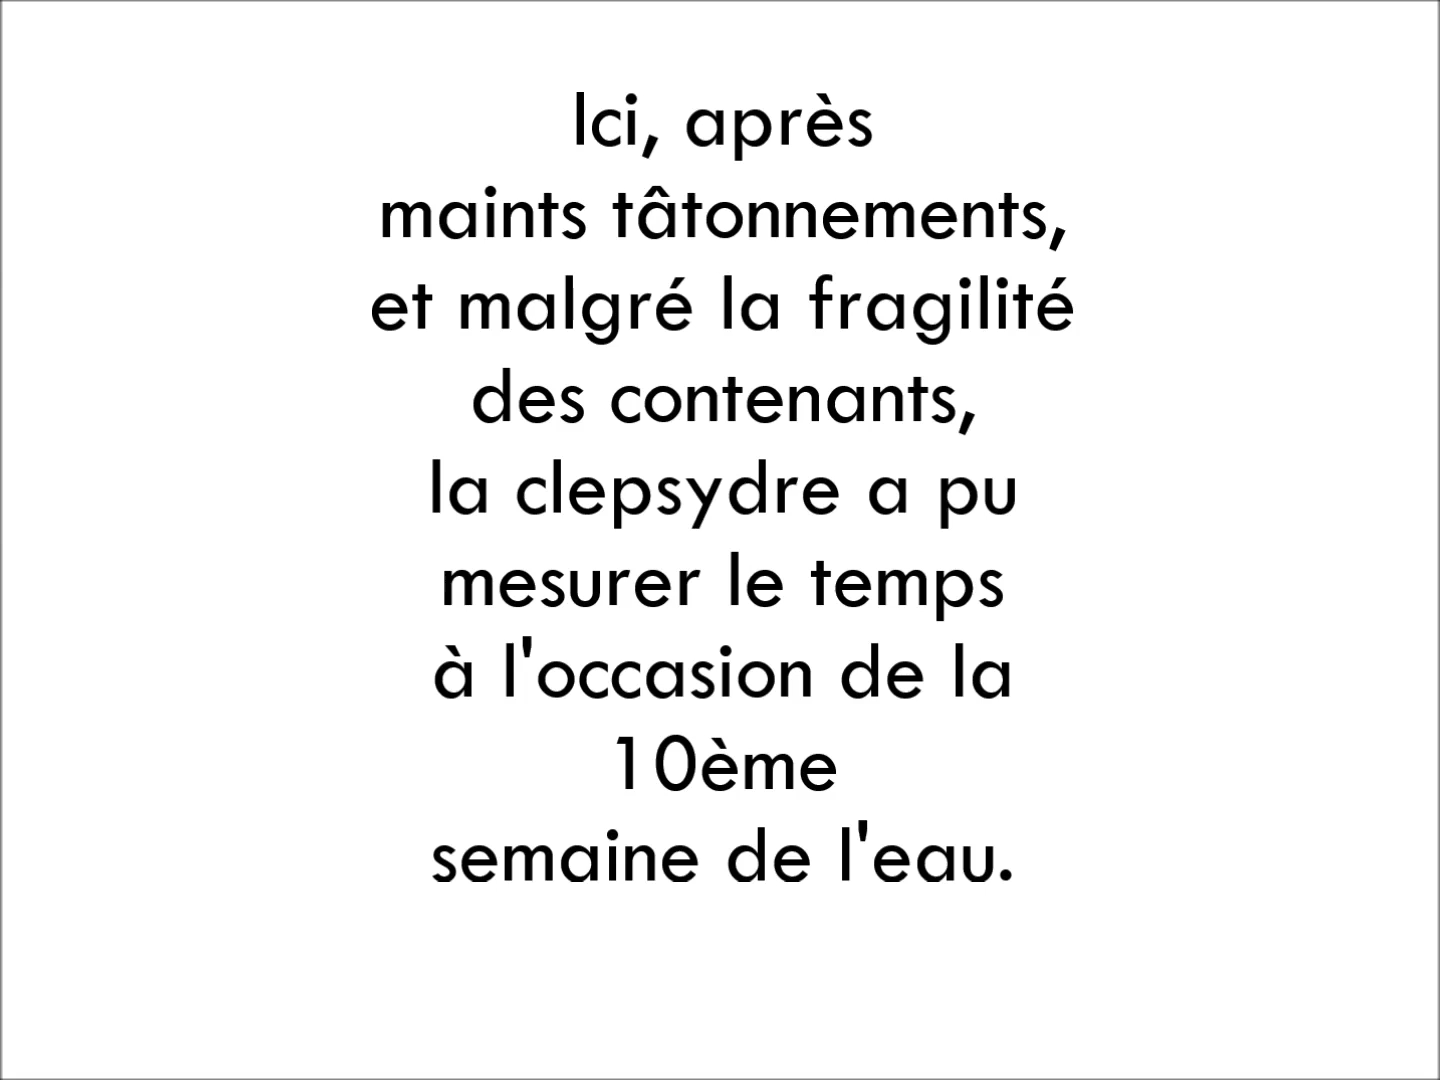 Ici, après
maints tâtonnements,
et malgré la fragilité
des contenants,
la clepsydre a pu
mesurer le temps
à l'occasion de la
10ème
semaine de l'eau.